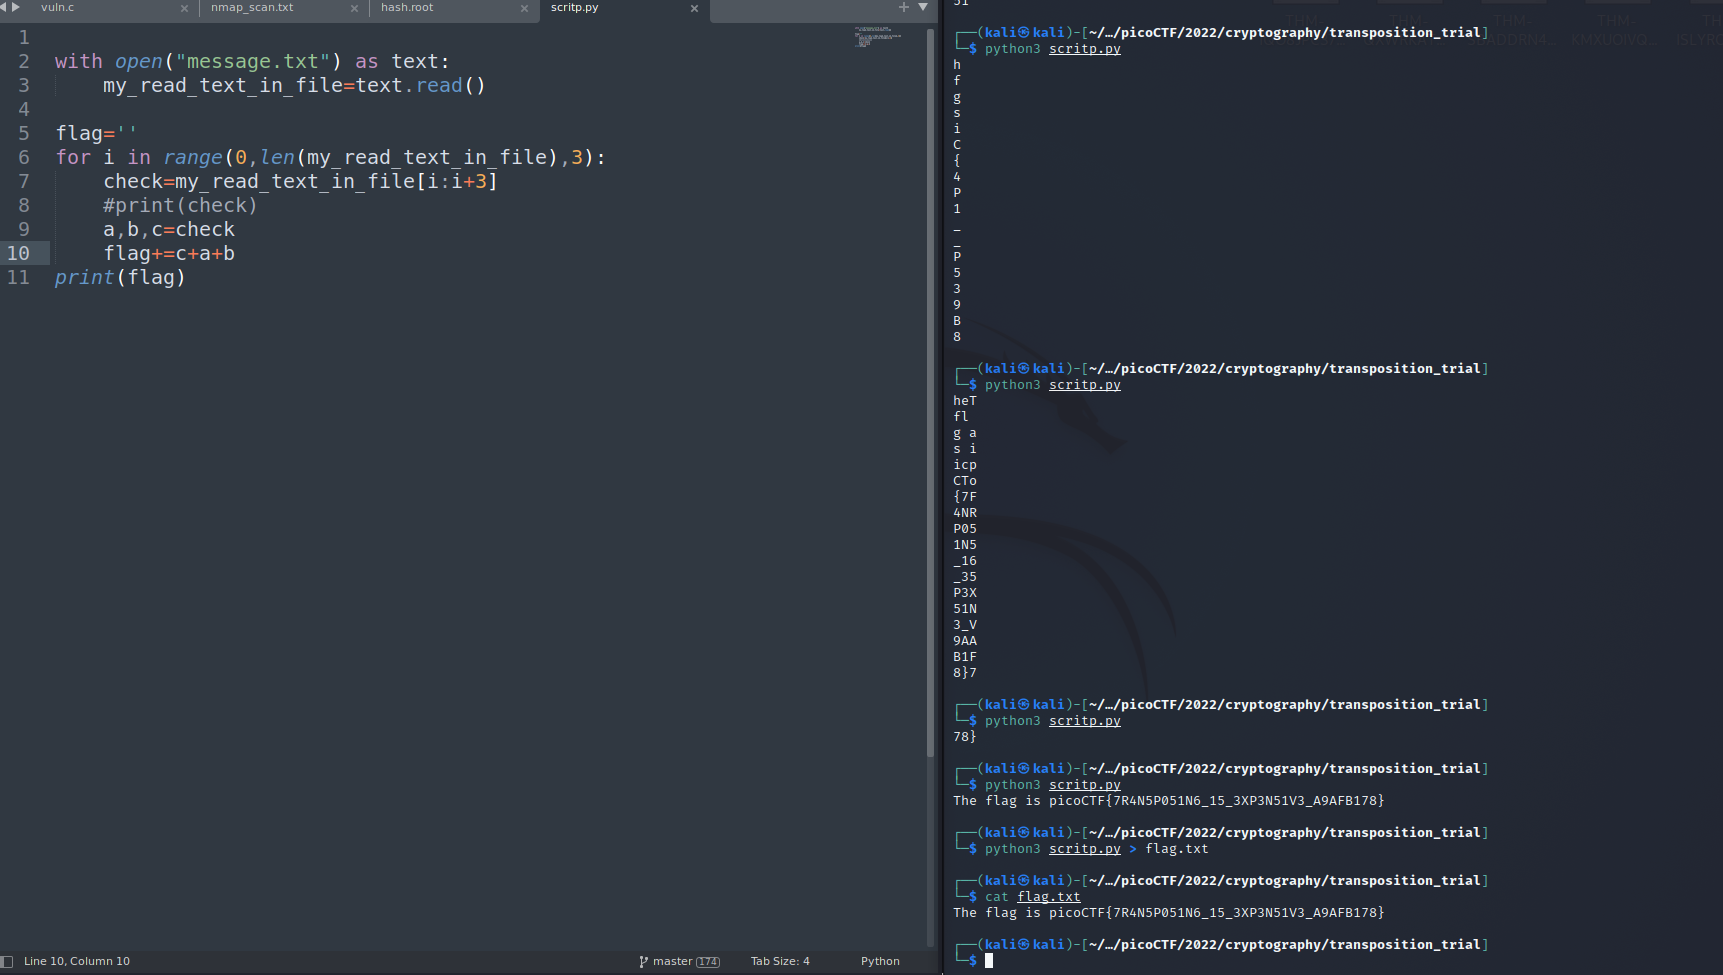 vuln.c
nmap_scan.txt
hash.root
scritp.py
1
2 with open("message.txt") as text:
3 my_read_text_in_file=text.read()
4
5 flag=''
6 for i in range(0,len(my_read_text_in_file),3):
7 check=my_read_text_in_file[i:i+3]
8 #print(check)
9 a,b,c=check
10 flag+=c+a+b
11 print(flag)
Line 10, Column 10
master 174
Tab Size: 4
Python
51
┌──(kali㉿kali)-[~/…/picoCTF/2022/cryptography/transposition_trial]
└─$ python3 scritp.py
h
f
g
s
i
C
{
4
P
1
_
_
P
5
3
9
B
8
┌──(kali㉿kali)-[~/…/picoCTF/2022/cryptography/transposition_trial]
└─$ python3 scritp.py
heT
fl
g a
s i
icp
CTo
{7F
4NR
P05
1N5
_16
_35
P3X
51N
3_V
9AA
B1F
8}7
┌──(kali㉿kali)-[~/…/picoCTF/2022/cryptography/transposition_trial]
└─$ python3 scritp.py
78}
┌──(kali㉿kali)-[~/…/picoCTF/2022/cryptography/transposition_trial]
└─$ python3 scritp.py
The flag is picoCTF{7R4N5P051N6_15_3XP3N51V3_A9AFB178}
┌──(kali㉿kali)-[~/…/picoCTF/2022/cryptography/transposition_trial]
└─$ python3 scritp.py > flag.txt
┌──(kali㉿kali)-[~/…/picoCTF/2022/cryptography/transposition_trial]
└─$ cat flag.txt
The flag is picoCTF{7R4N5P051N6_15_3XP3N51V3_A9AFB178}
┌──(kali㉿kali)-[~/…/picoCTF/2022/cryptography/transposition_trial]
└─$